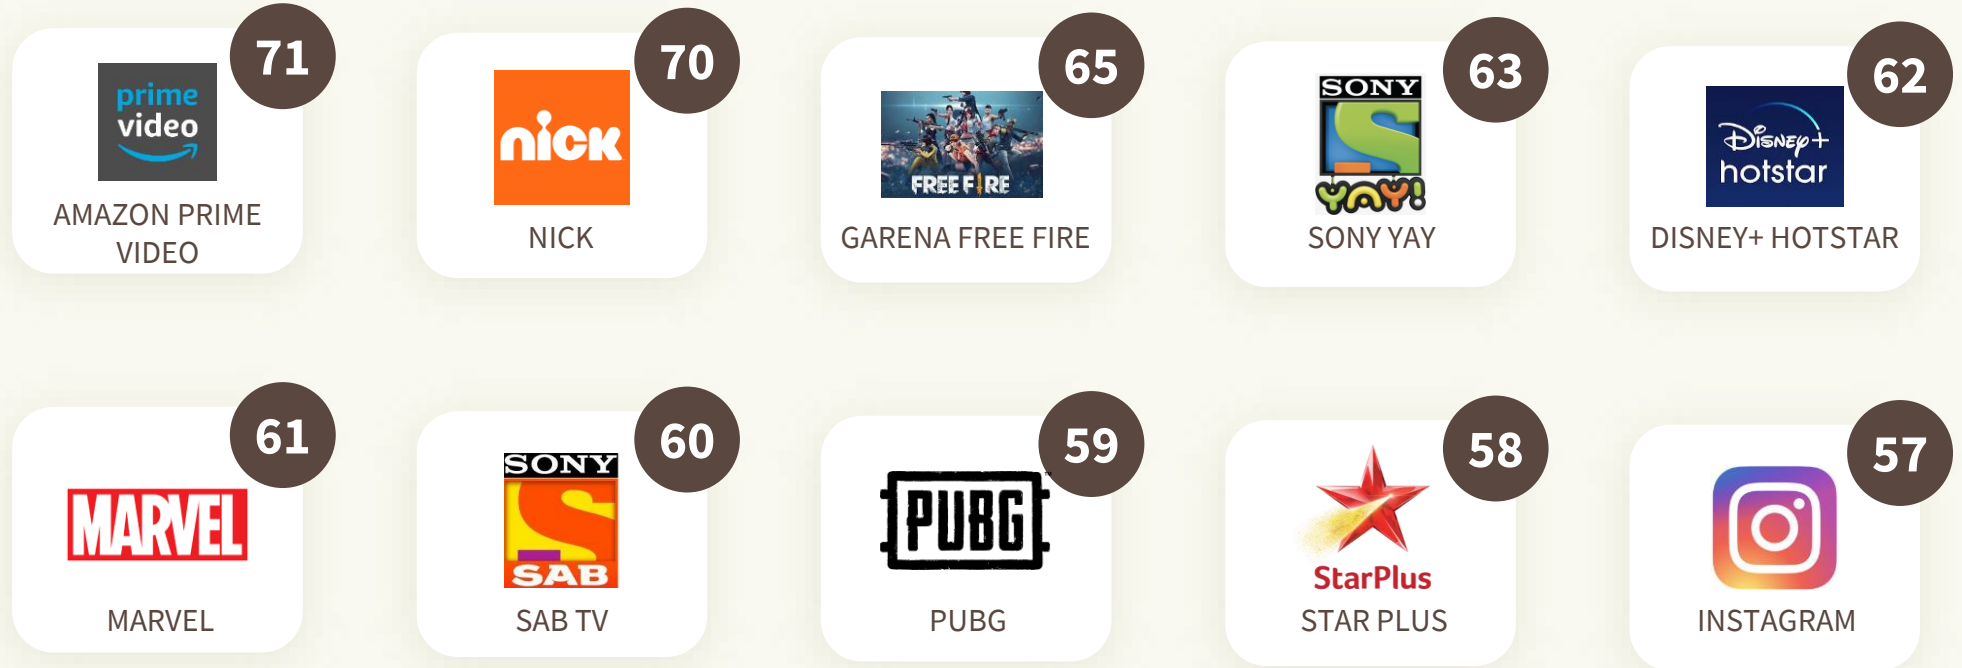 71
prime
video
AMAZON PRIME
VIDEO
70
nick
NICK
65
FREE FIRE
GARENA FREE FIRE
63
SONY
YAY!
SONY YAY
62
Disney+
hotstar
DISNEY+ HOTSTAR
61
MARVEL
MARVEL
60
SONY
SAB
SAB TV
59
PUBG
PUBG
58
StarPlus
STAR PLUS
57
INSTAGRAM